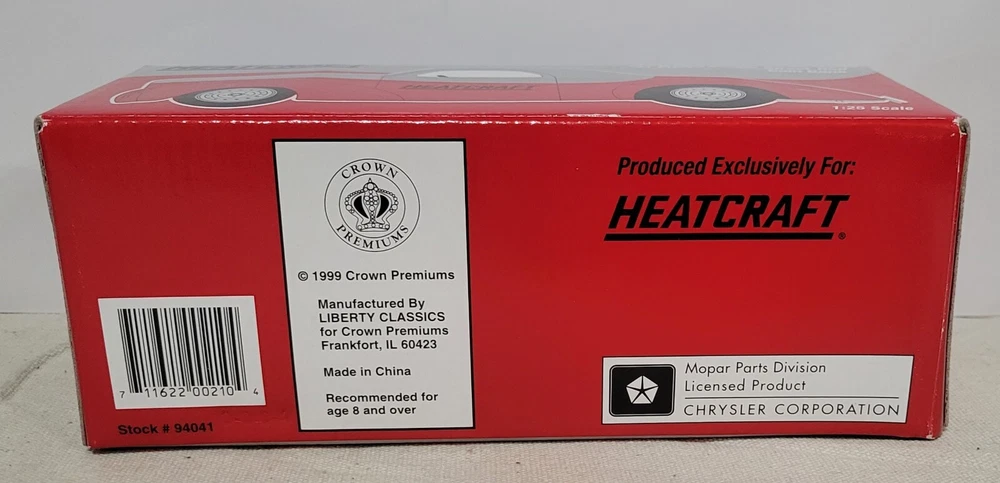 HEATCRAFT
HEATCRAFT
1:25 Scale
CROWN
PREMIUMS
© 1999 Crown Premiums
Manufactured By
LIBERTY CLASSICS
for Crown Premiums
Frankfort, IL 60423
Made in China
Recommended for
age 8 and over
7 11622 00210 4
Stock # 94041
Produced Exclusively For:
HEATCRAFT®
Mopar Parts Division
Licensed Product
CHRYSLER CORPORATION